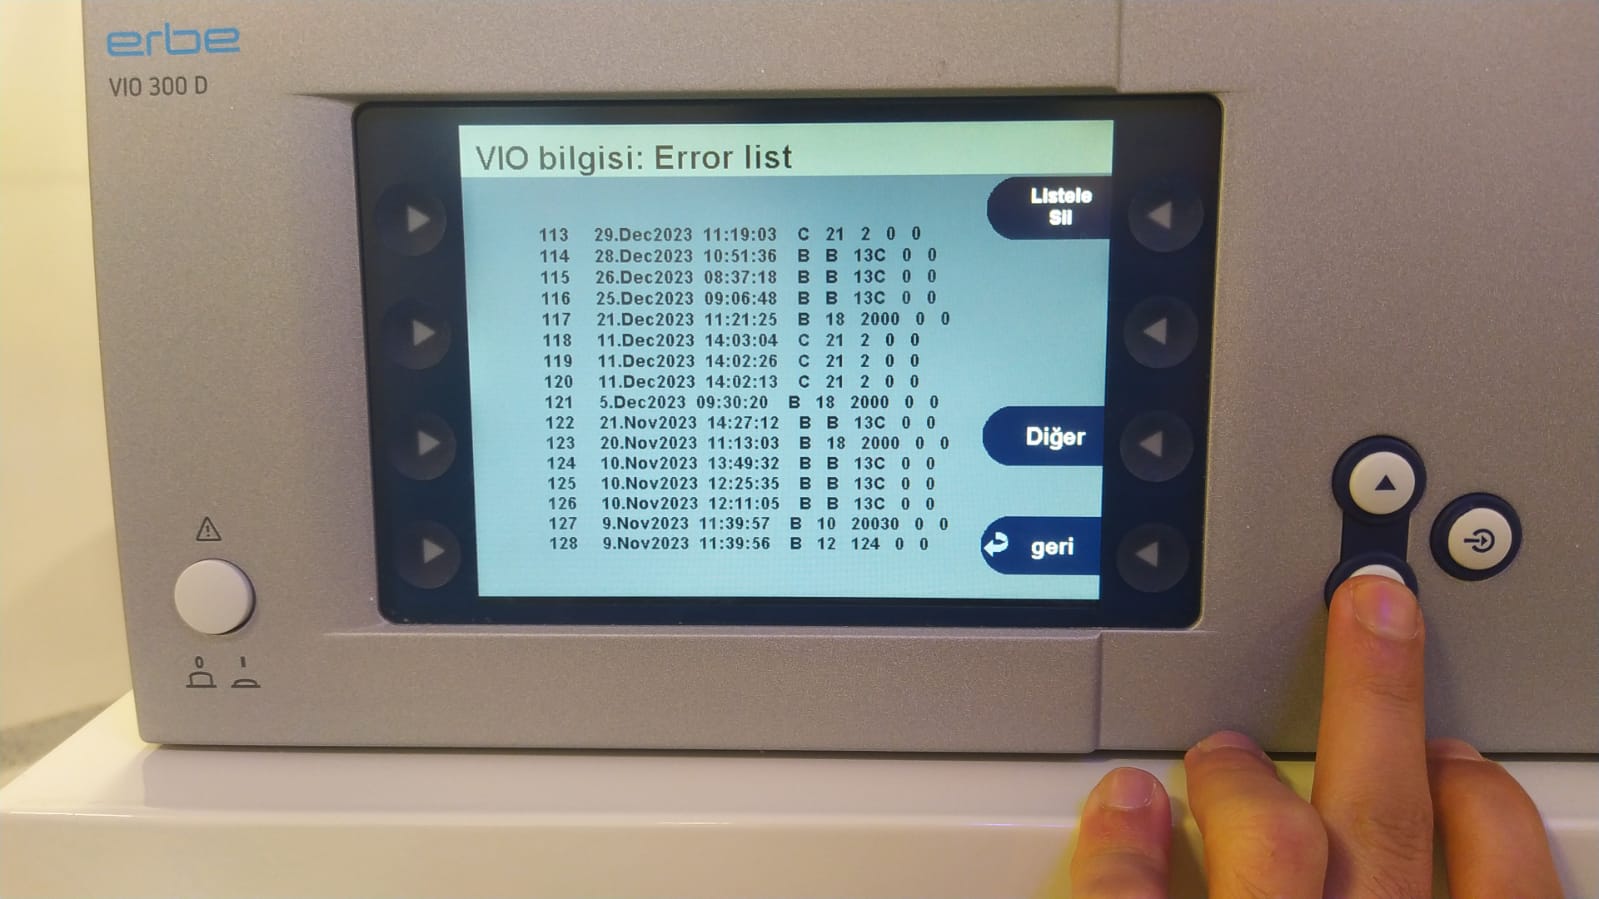 erbe
VIO 300 D
VIO bilgisi: Error list
Listele
Sil
113 29.Dec2023 11:19:03 C 21 2 0 0
114 28.Dec2023 10:51:36 B B 13C 0 0
115 26.Dec2023 08:37:18 B B 13C 0 0
116 25.Dec2023 09:06:48 B B 13C 0 0
117 21.Dec2023 11:21:25 B 18 2000 0 0
118 11.Dec2023 14:03:04 C 21 2 0 0
119 11.Dec2023 14:02:26 C 21 2 0 0
120 11.Dec2023 14:02:13 C 21 2 0 0
121 5.Dec2023 09:30:20 B 18 2000 0 0
122 21.Nov2023 14:27:12 B B 13C 0 0
123 20.Nov2023 11:13:03 B 18 2000 0 0
124 10.Nov2023 13:49:32 B B 13C 0 0
125 10.Nov2023 12:25:35 B B 13C 0 0
126 10.Nov2023 12:11:05 B B 13C 0 0
127 9.Nov2023 11:39:57 B 10 20030 0 0
128 9.Nov2023 11:39:56 B 12 124 0 0
Diğer
geri
0 I